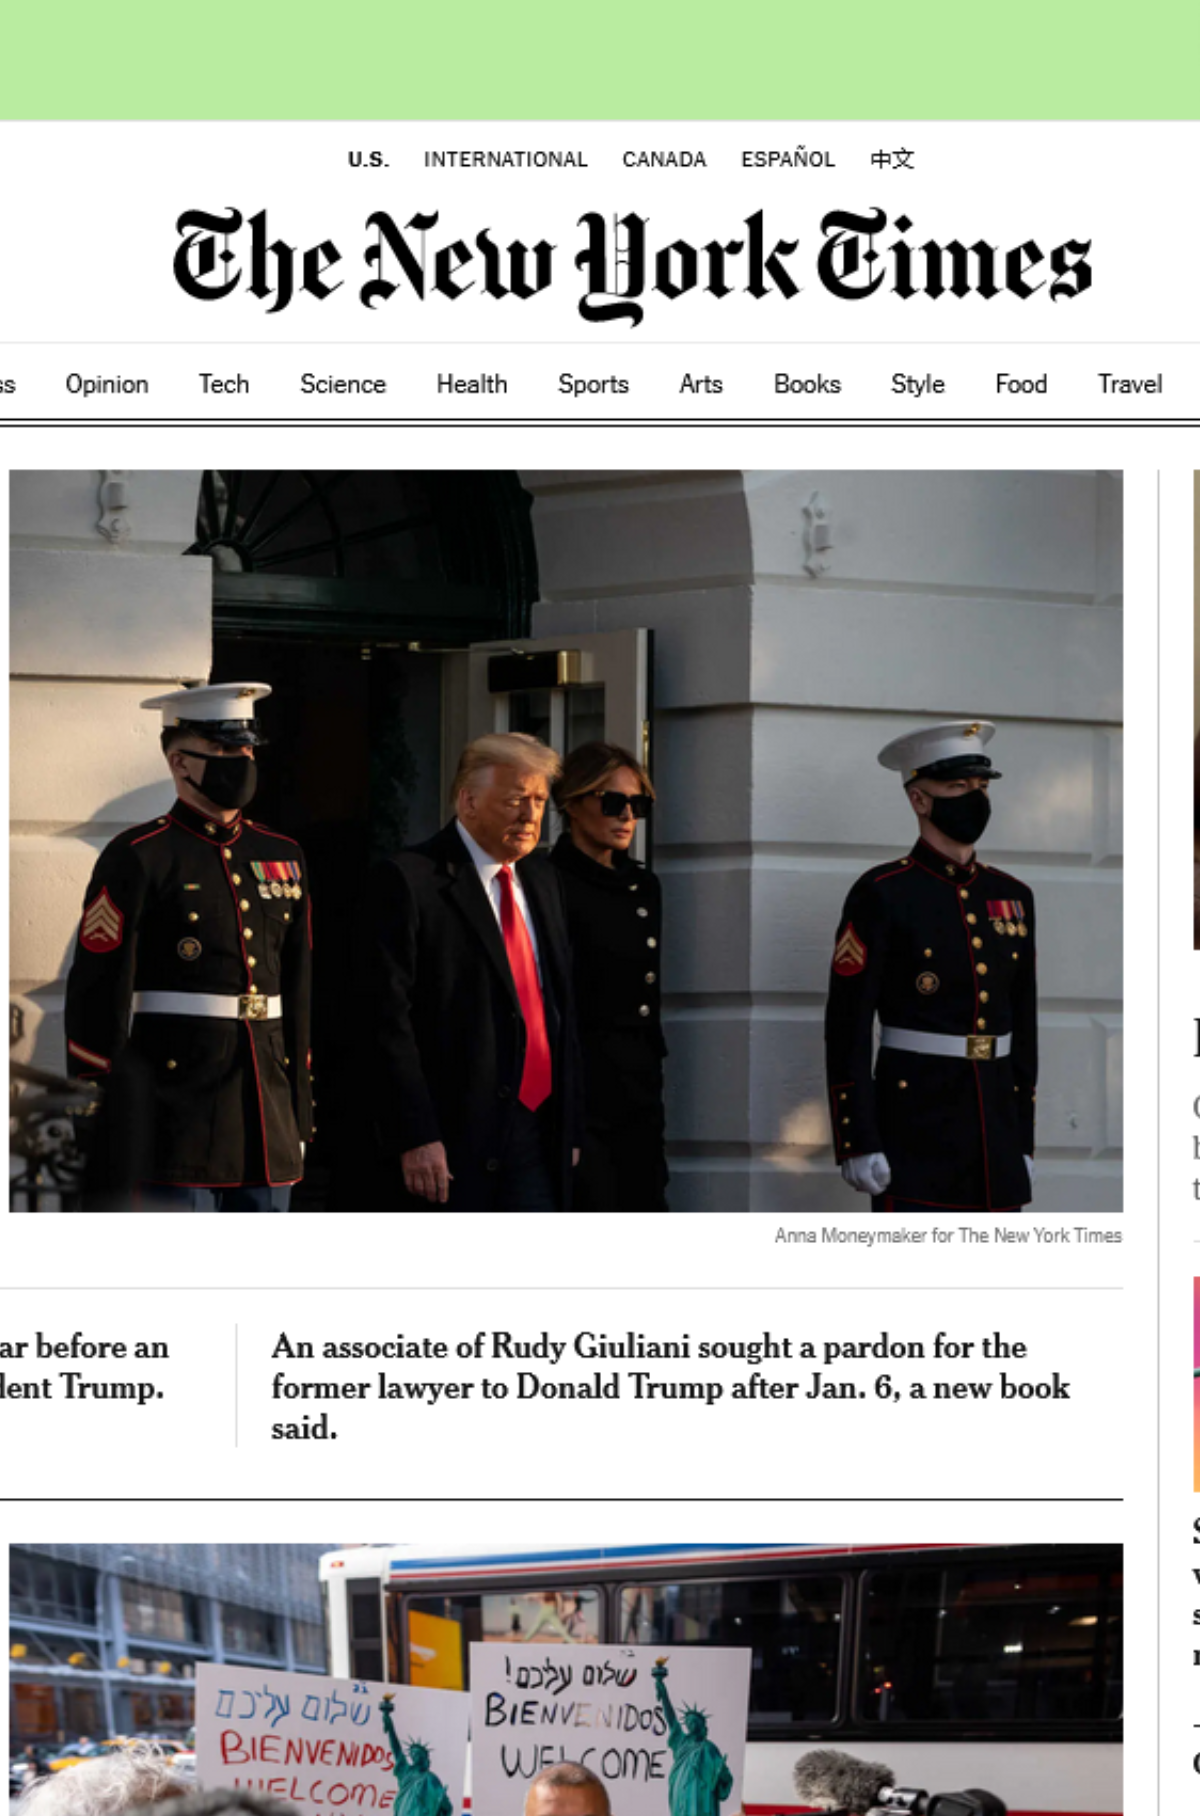 U.S. INTERNATIONAL CANADA ESPAÑOL 中文
The New York Times
ss Opinion Tech Science Health Sports Arts Books Style Food Travel
Anna Moneymaker for The New York Times
ar before an
lent Trump.
An associate of Rudy Giuliani sought a pardon for the
former lawyer to Donald Trump after Jan. 6, a new book
said.
שלום עליכם
BIENVENIDOS
WELCOME
שלום עליכם!
BIENVENIDOS
WELCOME